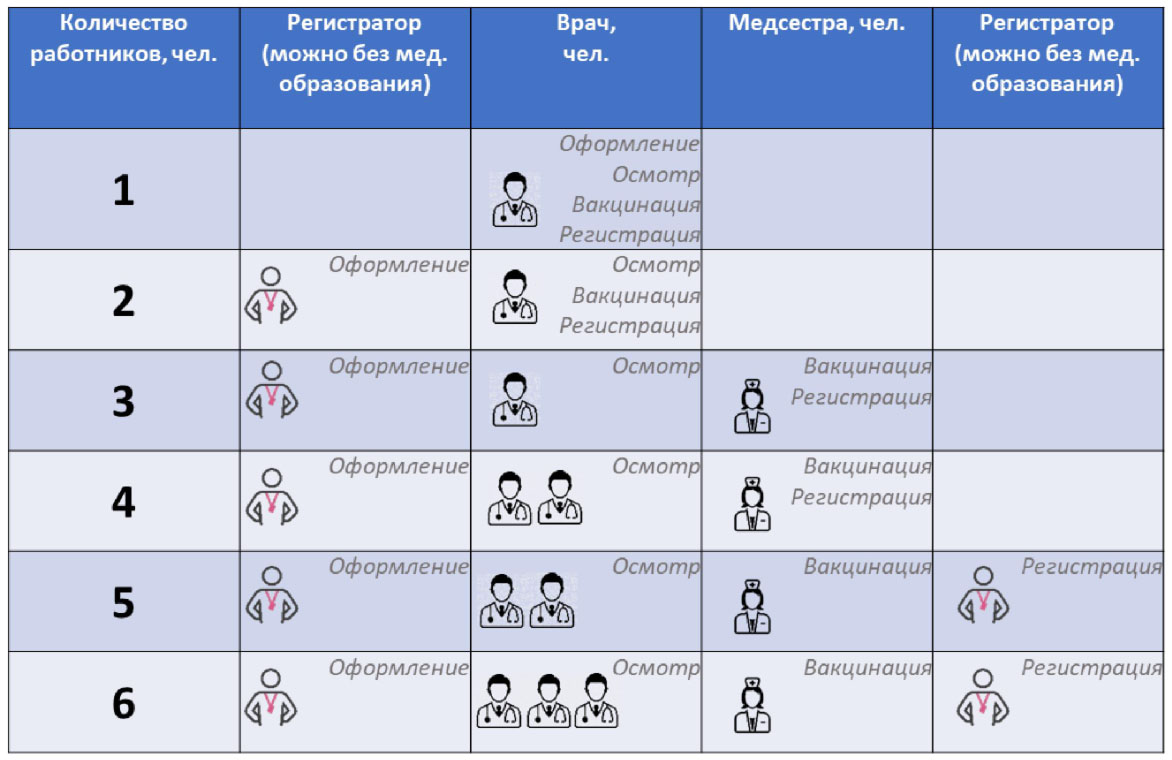 Количество
работников, чел.
Регистратор
(можно без мед.
образования)
Врач,
чел.
Медсестра, чел.
Регистратор
(можно без мед.
образования)
1
Оформление
Осмотр
Вакцинация
Регистрация
2
Оформление
Осмотр
Вакцинация
Регистрация
3
Оформление
Осмотр
Вакцинация
Регистрация
4
Оформление
Осмотр
Вакцинация
Регистрация
5
Оформление
Осмотр
Вакцинация
Регистрация
6
Оформление
Осмотр
Вакцинация
Регистрация